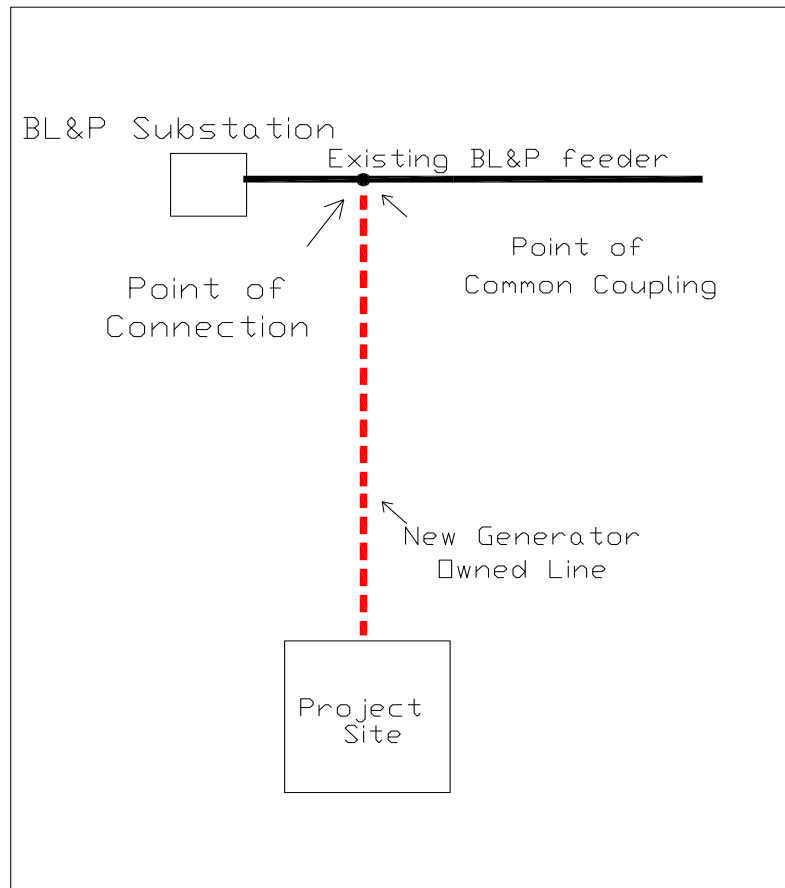 BL&P Substation
Existing BL&P feeder
Point of
Common Coupling
Point of
Connection
New Generator
Owned Line
Project
Site